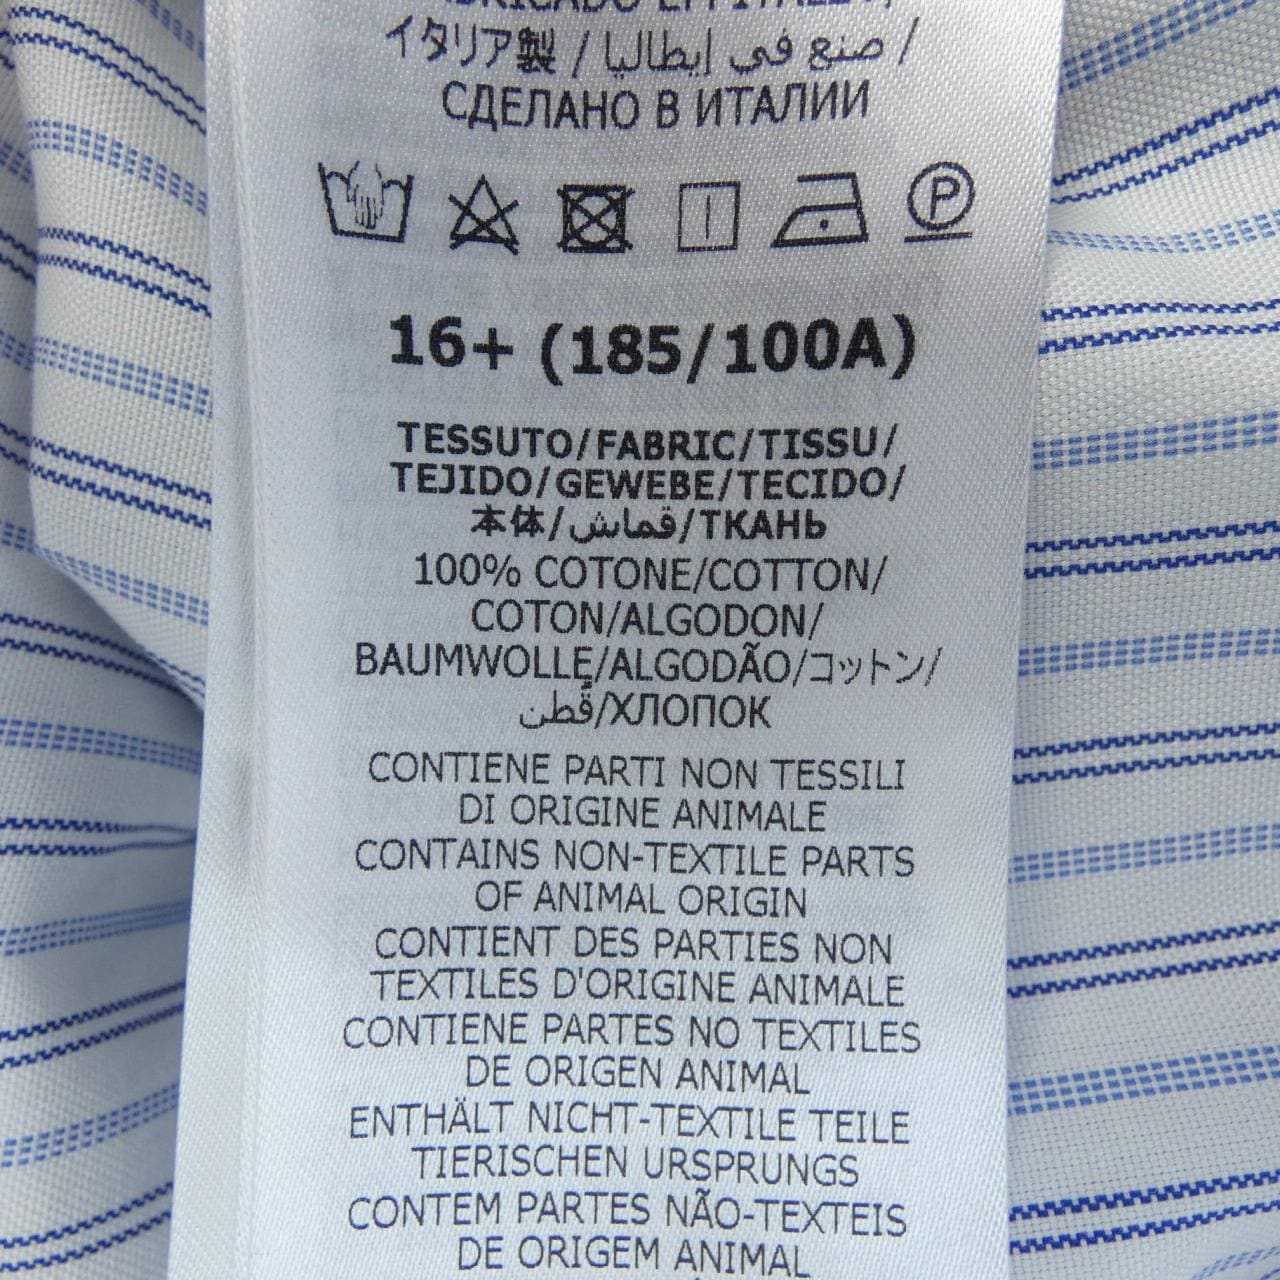 イタリア製 / صنع في إيطاليا /
СДЕЛАНО В ИТАЛИИ
P
16+ (185/100A)
TESSUTO/FABRIC/TISSU/
TEJIDO/GEWEBE/TECIDO/
本体/قماش/ТКАНЬ
100% COTONE/COTTON/
COTON/ALGODON/
BAUMWOLLE/ALGODÃO/コットン/
قُطن/ХЛОПОК
CONTIENE PARTI NON TESSILI
DI ORIGINE ANIMALE
CONTAINS NON-TEXTILE PARTS
OF ANIMAL ORIGIN
CONTIENT DES PARTIES NON
TEXTILES D'ORIGINE ANIMALE
CONTIENE PARTES NO TEXTILES
DE ORIGEN ANIMAL
ENTHÄLT NICHT-TEXTILE TEILE
TIERISCHEN URSPRUNGS
CONTEM PARTES NÃO-TEXTEIS
DE ORIGEM ANIMAL